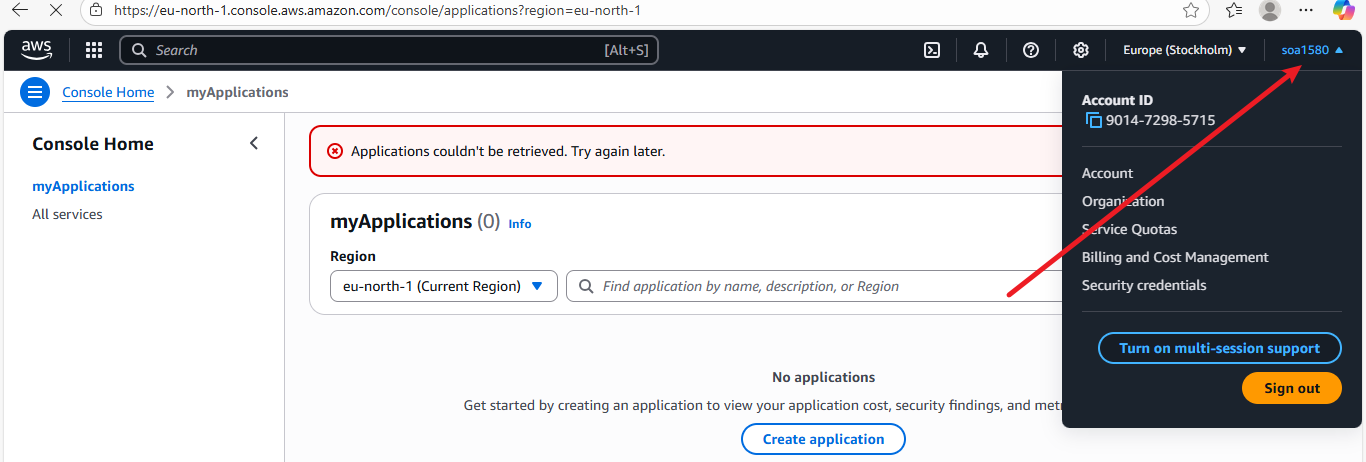 https://eu-north-1.console.aws.amazon.com/console/applications?region=eu-north-1
aws
Search
[Alt+S]
Europe (Stockholm)
soa1580
Console Home
myApplications
Account ID
9014-7298-5715
Account
Organization
Service Quotas
Billing and Cost Management
Security credentials
Turn on multi-session support
Sign out
Console Home
myApplications
All services
Applications couldn't be retrieved. Try again later.
myApplications (0) Info
Region
eu-north-1 (Current Region)
Find application by name, description, or Region
No applications
Get started by creating an application to view your application cost, security findings, and
Create application